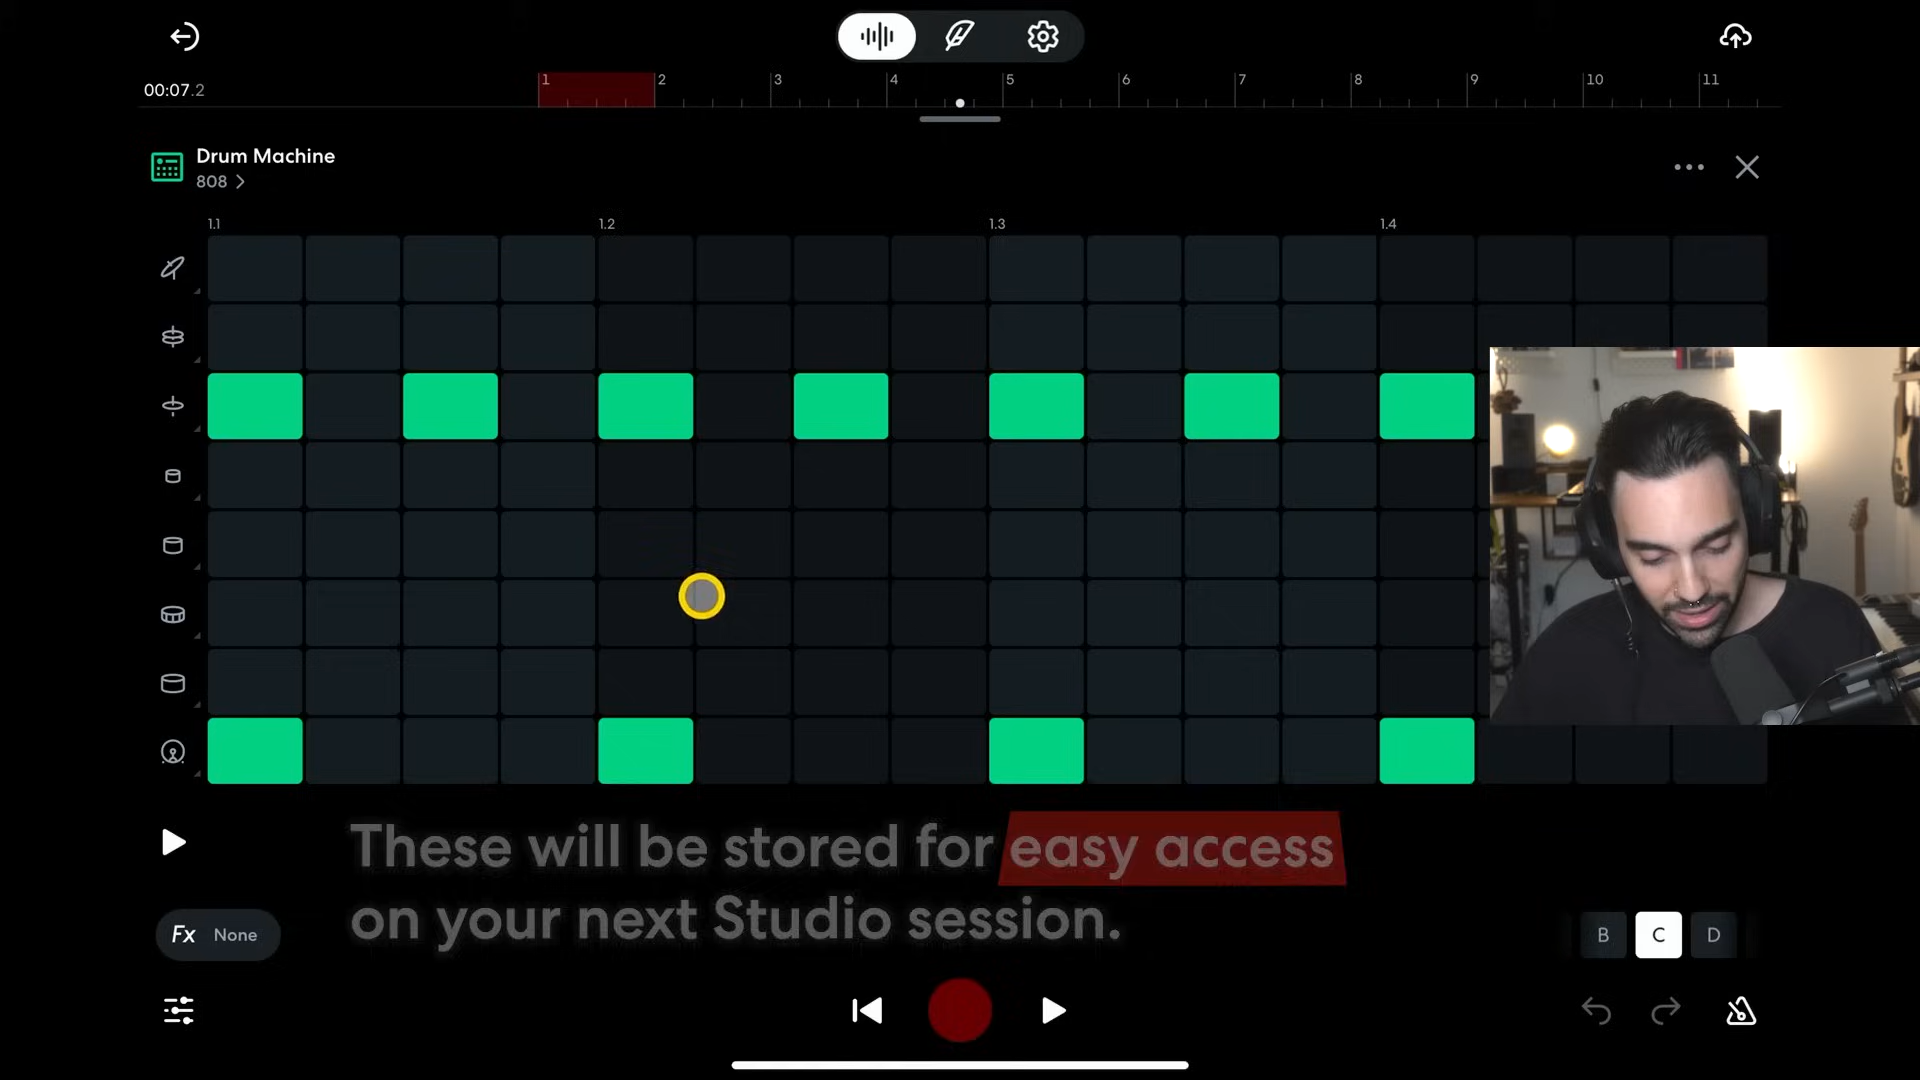 1 2 3 4 5 6 7 8 9 10 11
00:07.2
Drum Machine
808 >
1.1 1.2 1.3 1.4
These will be stored for easy access
on your next Studio session.
Fx None
B C D